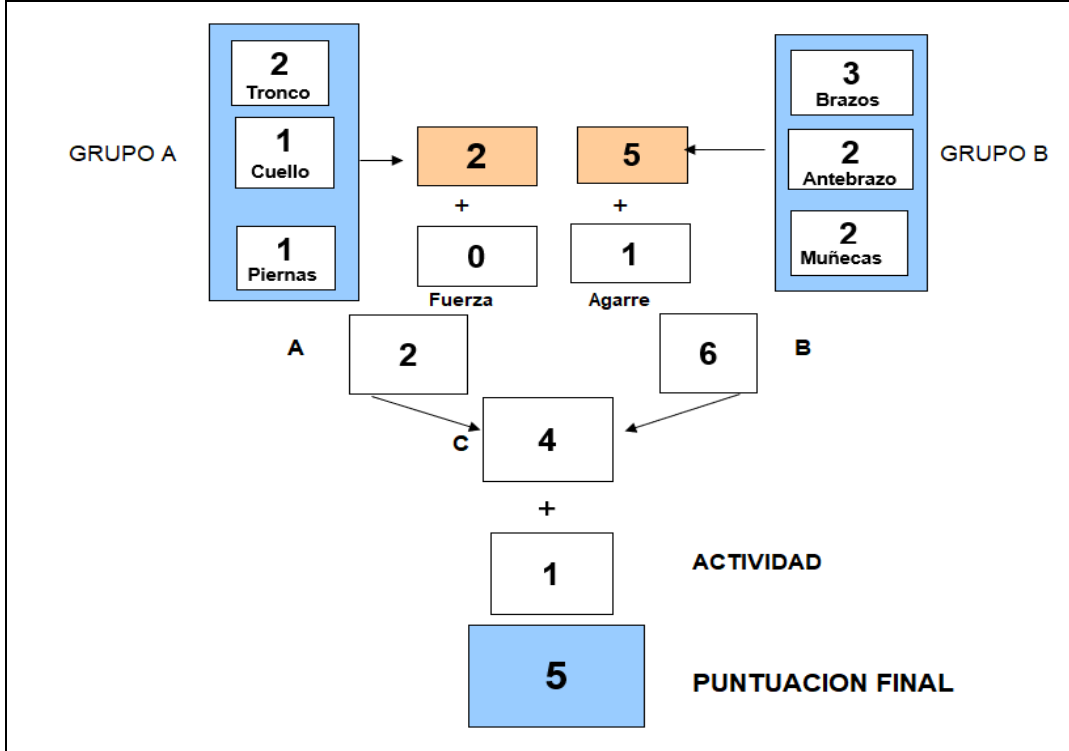 2
Tronco
3
Brazos
GRUPO A
1
Cuello
2
5
2
Antebrazo
GRUPO B
+
+
1
Piernas
0
1
2
Muñecas
Fuerza
Agarre
A
2
6
B
C
4
+
1
ACTIVIDAD
5
PUNTUACION FINAL